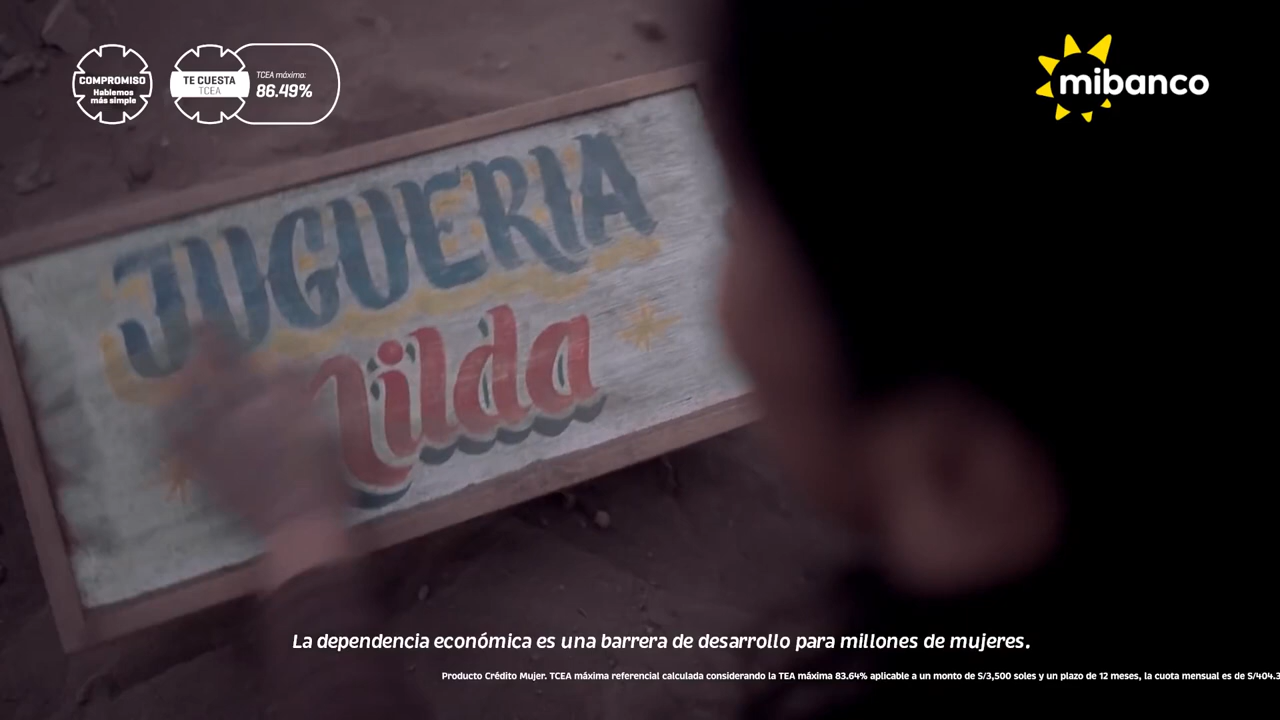 COMPROMISO
Hablemos
más simple
TE CUESTA
TCEA
TCEA máxima:
86.49%
mibanco
JUGUERIA
Lilda
La dependencia económica es una barrera de desarrollo para millones de mujeres.
Producto Crédito Mujer. TCEA máxima referencial calculada considerando la TEA máxima 83.64% aplicable a un monto de S/3,500 soles y un plazo de 12 meses, la cuota mensual es de S/404.3